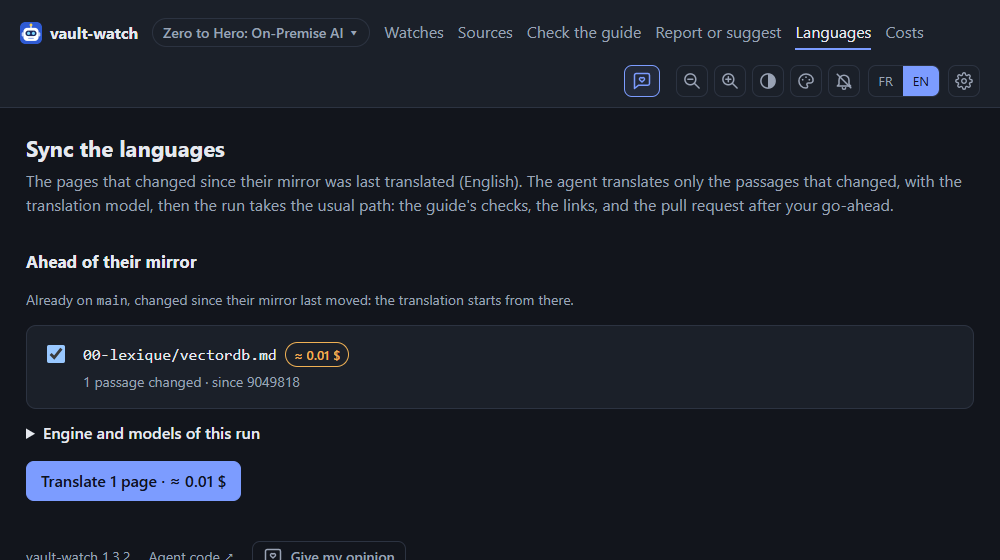 vault-watch
Zero to Hero: On-Premise AI ▾
Watches
Sources
Check the guide
Report or suggest
Languages
Costs
FR
EN
Sync the languages
The pages that changed since their mirror was last translated (English). The agent translates only the passages that changed, with the
translation model, then the run takes the usual path: the guide's checks, the links, and the pull request after your go-ahead.
Ahead of their mirror
Already on main, changed since their mirror last moved: the translation starts from there.
00-lexique/vectordb.md ≈ 0.01 $
1 passage changed · since 9049818
▶ Engine and models of this run
Translate 1 page · ≈ 0.01 $
vault-watch 1.3.2
Agent code ↗
Give my opinion